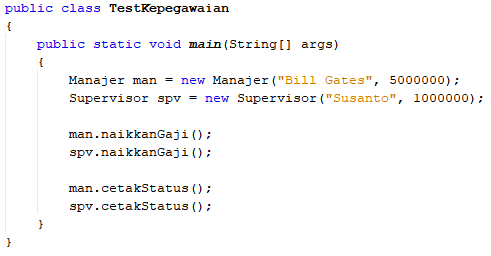 public class TestKepegawaian
{
public static void main(String[] args)
{
Manajer man = new Manajer("Bill Gates", 5000000);
Supervisor spv = new Supervisor("Susanto", 1000000);
man.naikkanGaji();
spv.naikkanGaji();
man.cetakStatus();
spv.cetakStatus();
}
}